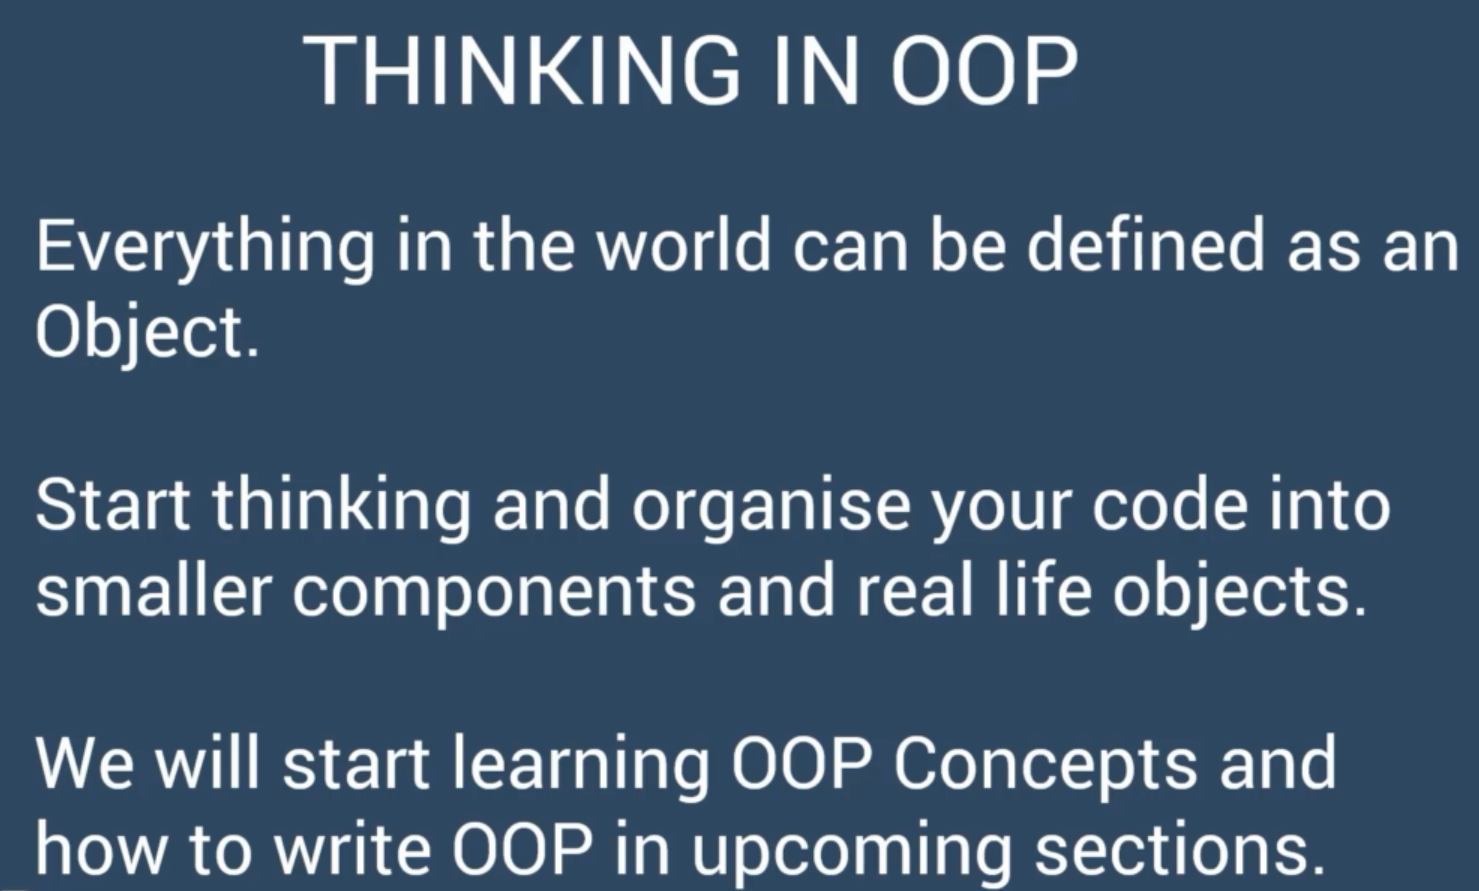 THINKING IN OOP
Everything in the world can be defined as an
Object.
Start thinking and organise your code into
smaller components and real life objects.
We will start learning OOP Concepts and
how to write OOP in upcoming sections.